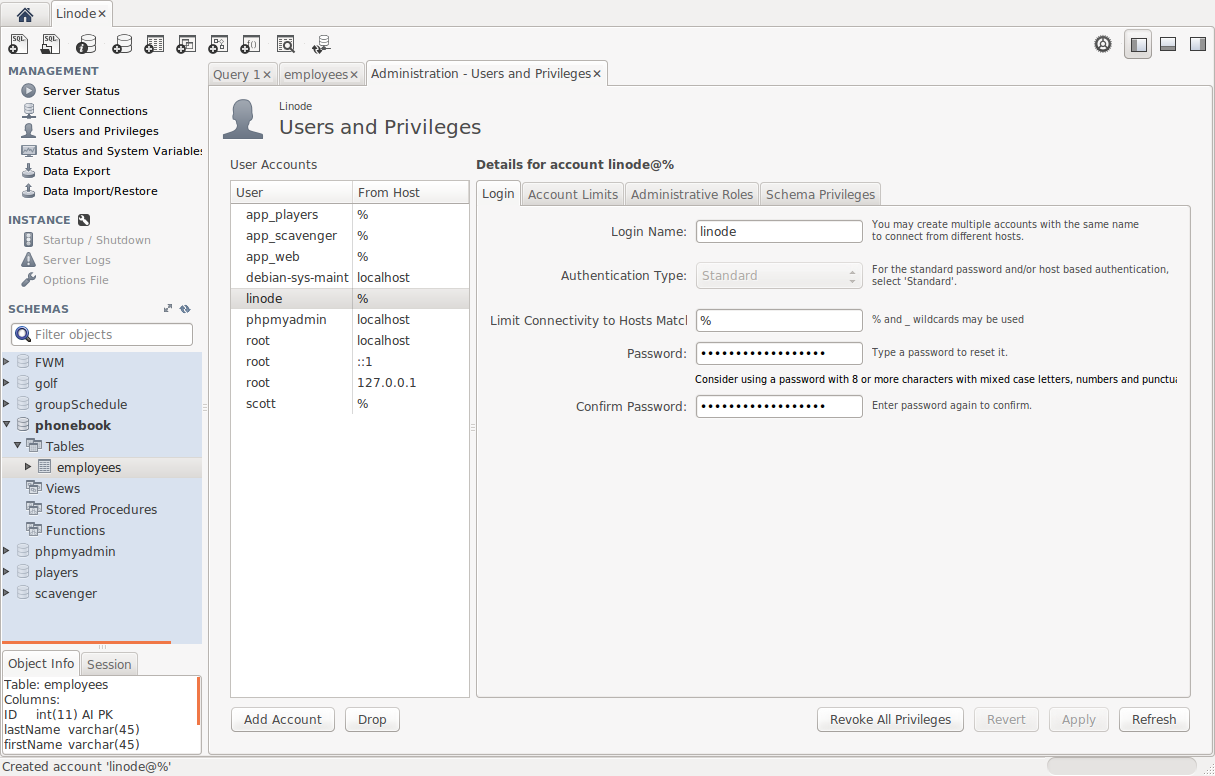 Linode
Query 1
employees
Administration - Users and Privileges
MANAGEMENT
Server Status
Client Connections
Users and Privileges
Status and System Variables
Data Export
Data Import/Restore
INSTANCE
Startup / Shutdown
Server Logs
Options File
SCHEMAS
Filter objects
FWM
golf
groupSchedule
phonebook
Tables
employees
Views
Stored Procedures
Functions
phpmyadmin
players
scavenger
Object Info
Session
Table: employees
Columns:
ID int(11) AI PK
lastName varchar(45)
firstName varchar(45)
Linode
Users and Privileges
User Accounts
User From Host
app_players %
app_scavenger %
app_web %
debian-sys-maint localhost
linode %
phpmyadmin localhost
root localhost
root ::1
root 127.0.0.1
scott %
Add Account
Drop
Details for account linode@%
Login
Account Limits
Administrative Roles
Schema Privileges
Login Name: linode
You may create multiple accounts with the same name
to connect from different hosts.
Authentication Type: Standard
For the standard password and/or host based authentication,
select 'Standard'.
Limit Connectivity to Hosts Matcl %
% and _ wildcards may be used
Password: ••••••••••••••••••
Type a password to reset it.
Consider using a password with 8 or more characters with mixed case letters, numbers and punctua
Confirm Password: ••••••••••••••••••
Enter password again to confirm.
Revoke All Privileges
Revert
Apply
Refresh
Created account 'linode@%'